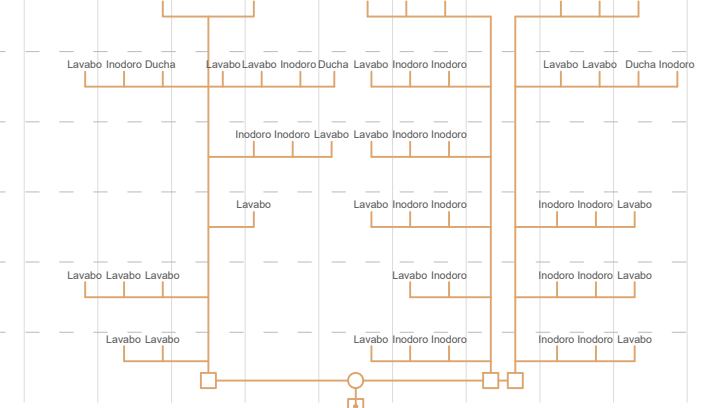 Lavabo Inodoro Ducha Lavabo Lavabo Inodoro Ducha Lavabo Inodoro Inodoro Lavabo Lavabo Ducha Inodoro
Inodoro Inodoro Lavabo Lavabo Inodoro Inodoro
Lavabo Lavabo Inodoro Inodoro Inodoro Inodoro Lavabo
Lavabo Lavabo Lavabo Lavabo Inodoro Inodoro Inodoro Lavabo
Lavabo Lavabo Lavabo Inodoro Inodoro Inodoro Inodoro Lavabo